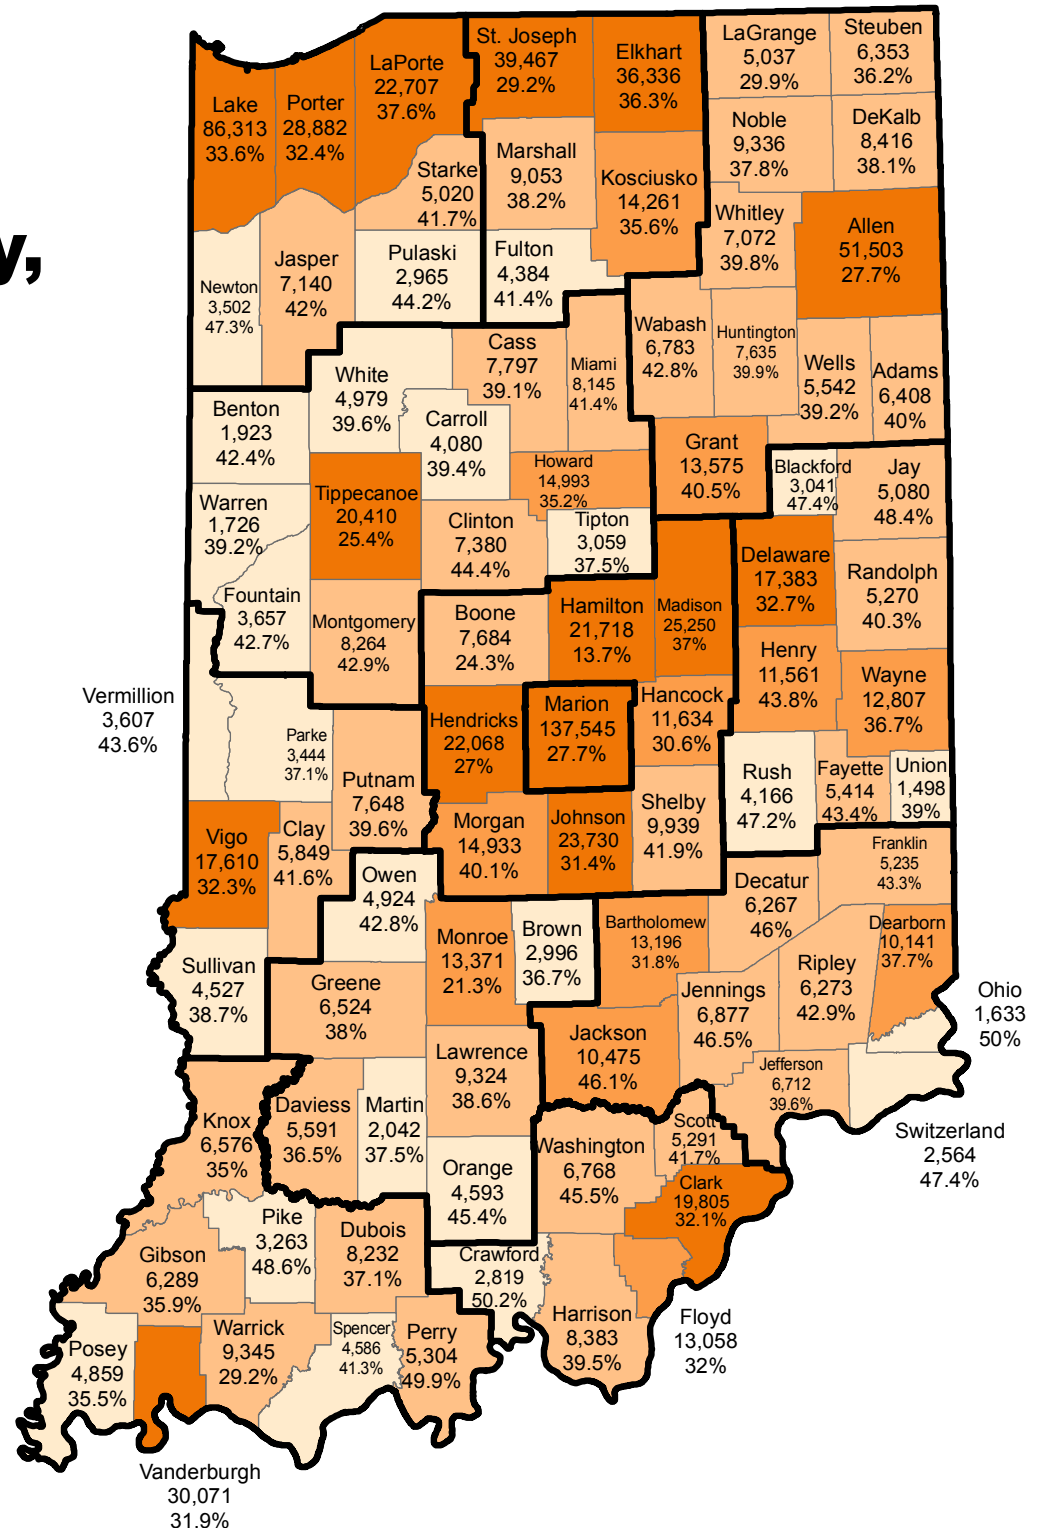 y,
LaPorte
22,707
37.6%
St. Joseph
39,467
29.2%
Elkhart
36,336
36.3%
LaGrange
5,037
29.9%
Steuben
6,353
36.2%
Lake
86,313
33.6%
Porter
28,882
32.4%
Noble
9,336
37.8%
DeKalb
8,416
38.1%
Starke
5,020
41.7%
Marshall
9,053
38.2%
Kosciusko
14,261
35.6%
Whitley
7,072
39.8%
Allen
51,503
27.7%
Newton
3,502
47.3%
Jasper
7,140
42%
Pulaski
2,965
44.2%
Fulton
4,384
41.4%
Wabash
6,783
42.8%
Huntington
7,635
39.9%
Wells
5,542
39.2%
Adams
6,408
40%
White
4,979
39.6%
Cass
7,797
39.1%
Miami
8,145
41.4%
Benton
1,923
42.4%
Carroll
4,080
39.4%
Grant
13,575
40.5%
Blackford
3,041
47.4%
Jay
5,080
48.4%
Howard
14,993
35.2%
Warren
1,726
39.2%
Tippecanoe
20,410
25.4%
Clinton
7,380
44.4%
Tipton
3,059
37.5%
Delaware
17,383
32.7%
Randolph
5,270
40.3%
Fountain
3,657
42.7%
Montgomery
8,264
42.9%
Boone
7,684
24.3%
Hamilton
21,718
13.7%
Madison
25,250
37%
Henry
11,561
43.8%
Wayne
12,807
36.7%
Vermillion
3,607
43.6%
Parke
3,444
37.1%
Hendricks
22,068
27%
Marion
137,545
27.7%
Hancock
11,634
30.6%
Putnam
7,648
39.6%
Rush
4,166
47.2%
Fayette
5,414
43.4%
Union
1,498
39%
Vigo
17,610
32.3%
Clay
5,849
41.6%
Morgan
14,933
40.1%
Johnson
23,730
31.4%
Shelby
9,939
41.9%
Franklin
5,235
43.3%
Owen
4,924
42.8%
Decatur
6,267
46%
Sullivan
4,527
38.7%
Monroe
13,371
21.3%
Brown
2,996
36.7%
Bartholomew
13,196
31.8%
Dearborn
10,141
37.7%
Greene
6,524
38%
Jennings
6,877
46.5%
Ripley
6,273
42.9%
Ohio
1,633
50%
Lawrence
9,324
38.6%
Jackson
10,475
46.1%
Jefferson
6,712
39.6%
Knox
6,576
35%
Daviess
5,591
36.5%
Martin
2,042
37.5%
Washington
6,768
45.5%
Scott
5,291
41.7%
Switzerland
2,564
47.4%
Orange
4,593
45.4%
Clark
19,805
32.1%
Pike
3,263
48.6%
Dubois
8,232
37.1%
Gibson
6,289
35.9%
Crawford
2,819
50.2%
Harrison
8,383
39.5%
Floyd
13,058
32%
Posey
4,859
35.5%
Warrick
9,345
29.2%
Spencer
4,586
41.3%
Perry
5,304
49.9%
Vanderburgh
30,071
31.9%